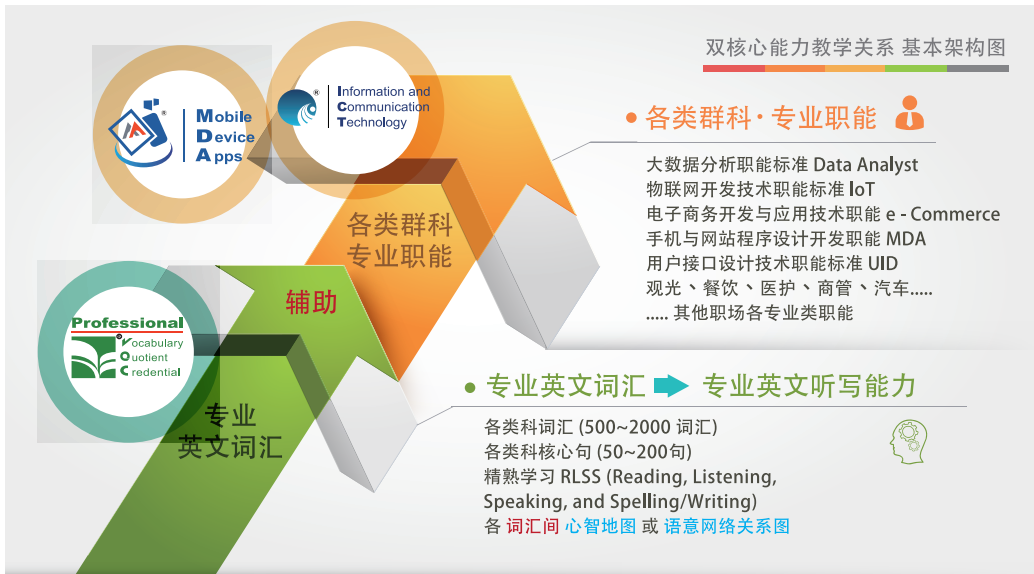 双核心能力教学关系 基本架构图
Mobile
Device
Apps
®
Information and
Communication
Technology
®
各类群科·专业职能
大数据分析职能标准 Data Analyst
物联网开发技术职能标准 IoT
电子商务开发与应用技术职能 e - Commerce
手机与网站程序设计开发职能 MDA
用户接口设计技术职能标准 UID
观光、餐饮、医护、商管、汽车.....
..... 其他职场各专业类职能
各类群科
专业职能
辅助
Professional
®
Vocabulary
Quotient
Credential
专业
英文词汇
专业英文词汇 专业英文听写能力
各类科词汇 (500~2000 词汇)
各类科核心句 (50~200句)
精熟学习 RLSS (Reading, Listening,
Speaking, and Spelling/Writing)
各 词汇间 心智地图 或 语意网络关系图